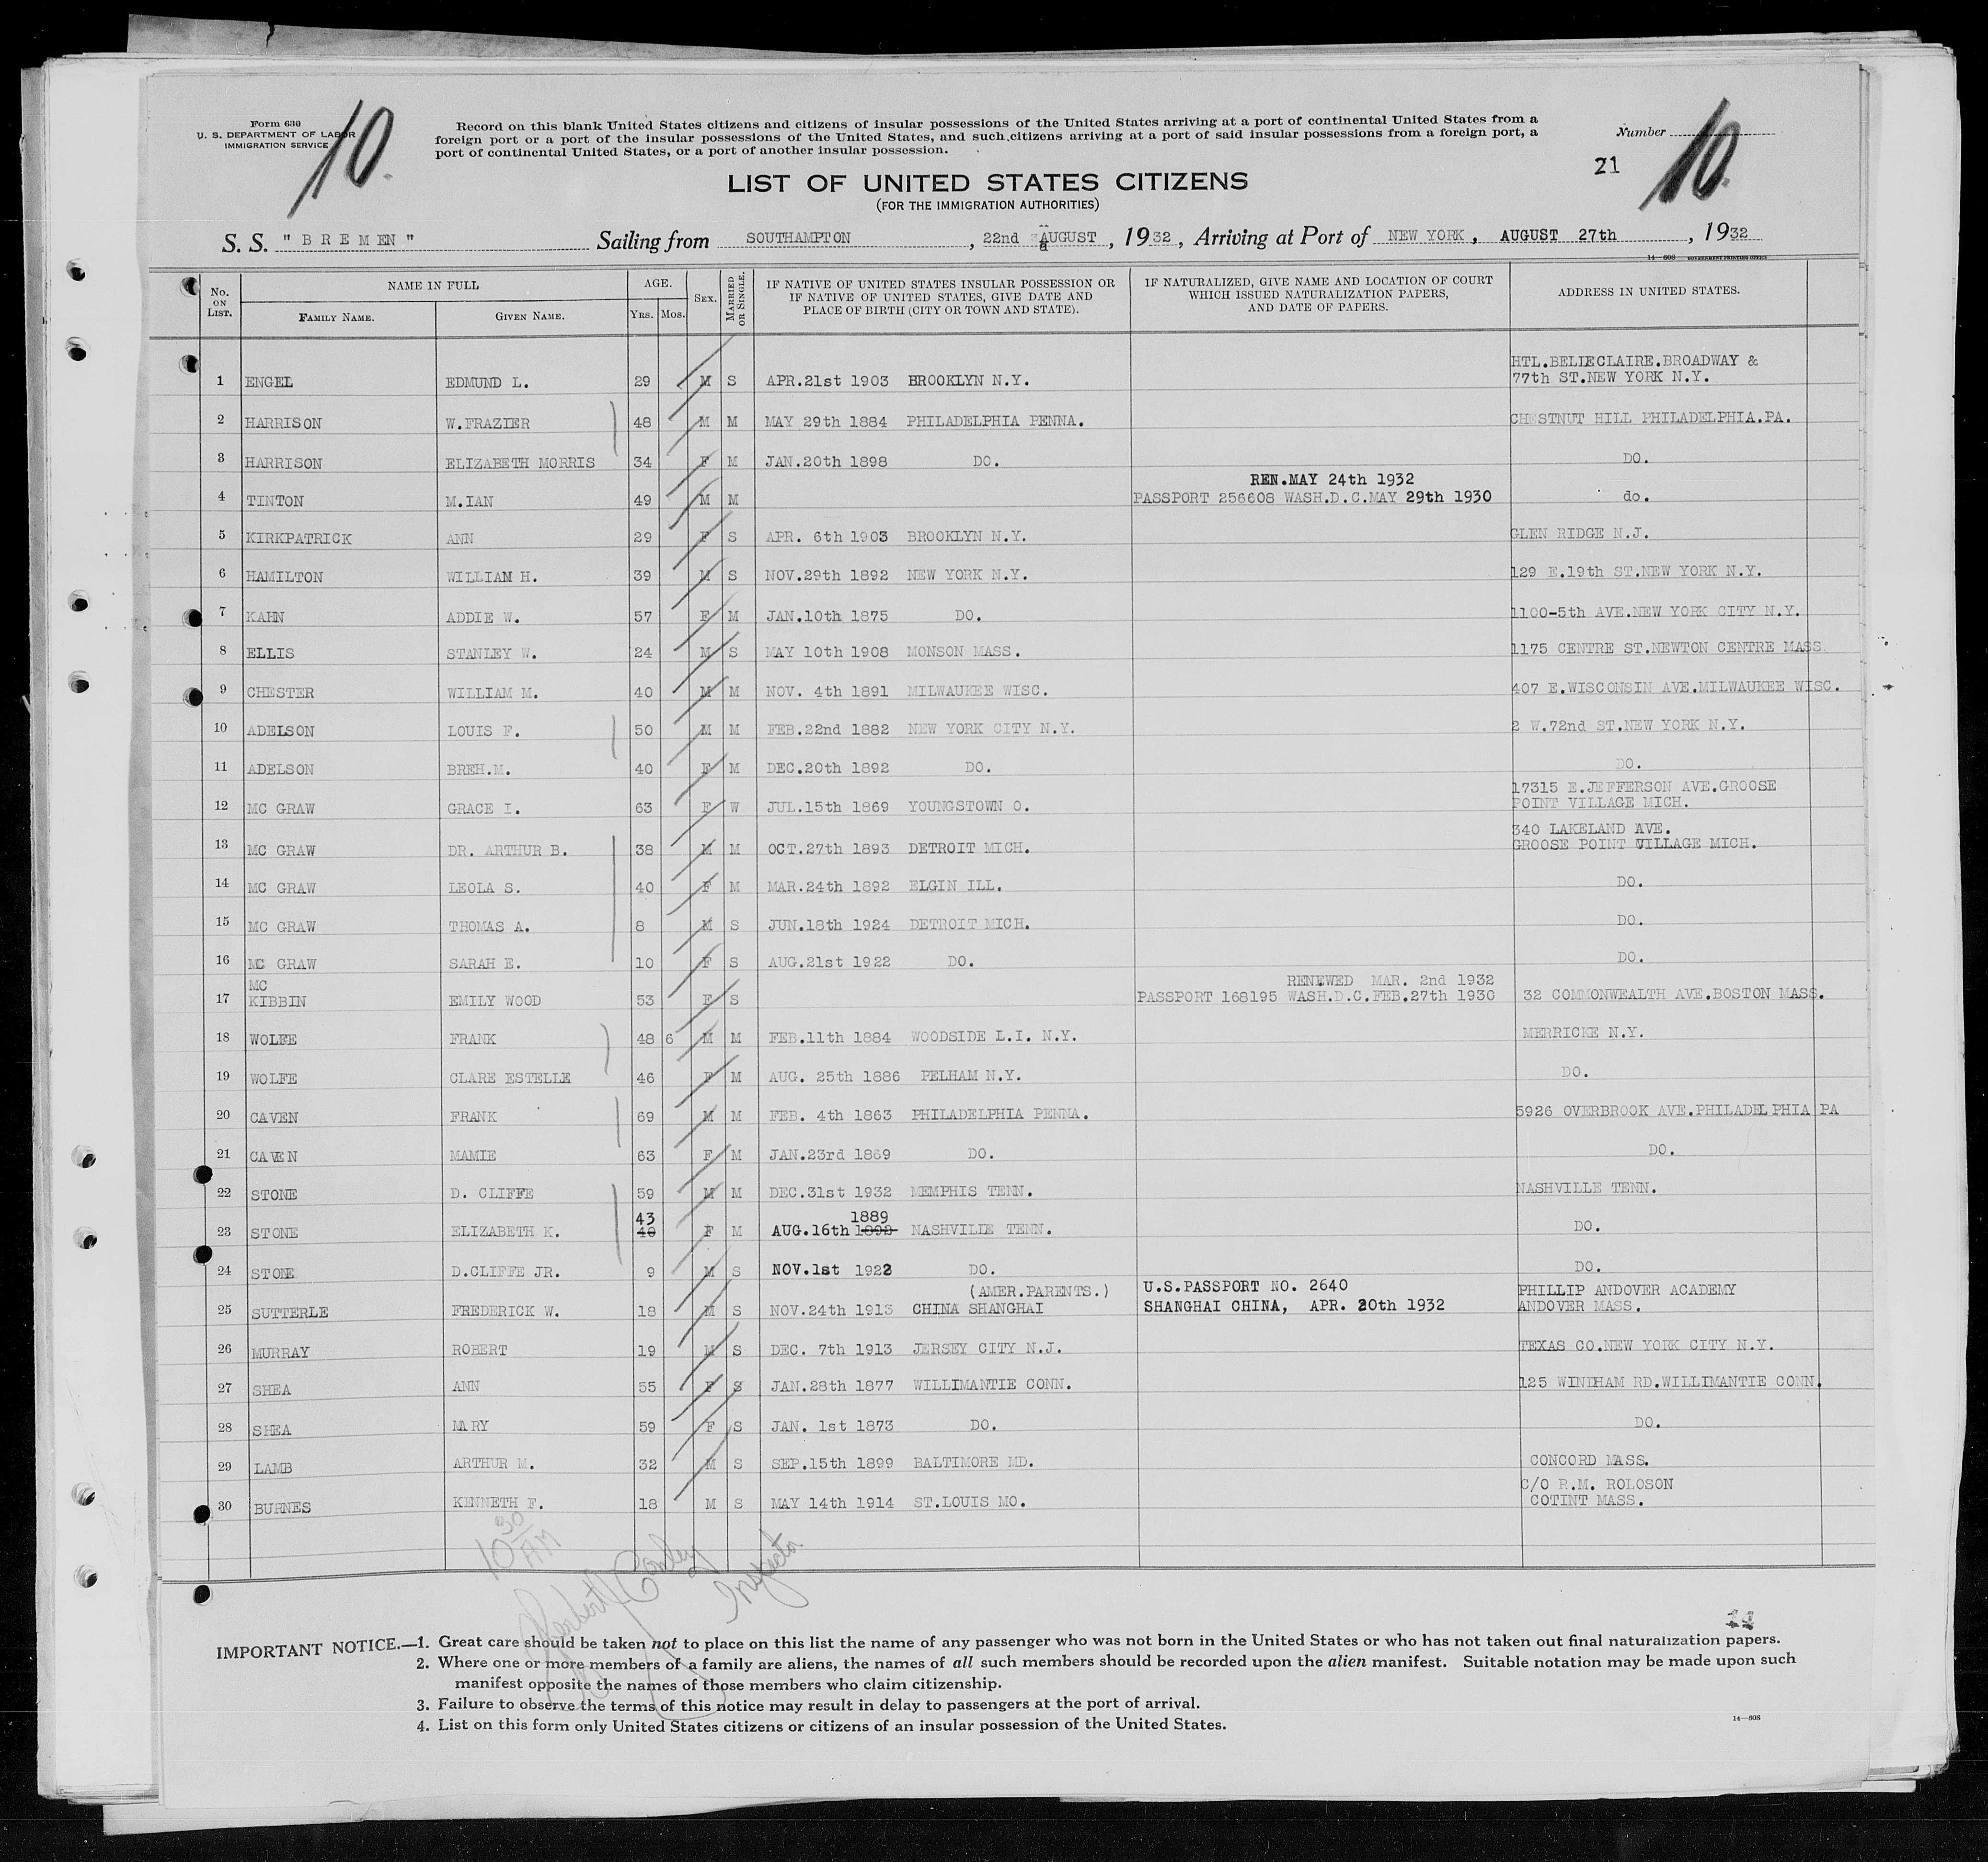 Form 630
U. S. DEPARTMENT OF LABOR
IMMIGRATION SERVICE
10.
Record on this blank United States citizens and citizens of insular possessions of the United States arriving at a port of continental United States from a
foreign port or a port of the insular possessions of the United States, and such citizens arriving at a port of said insular possessions from a foreign port, a
port of continental United States, or a port of another insular possession.
Number
21
10.
LIST OF UNITED STATES CITIZENS
(FOR THE IMMIGRATION AUTHORITIES)
S. S. " B R E M E N " Sailing from SOUTHAMPTON , 22nd AUGUST , 1932 , Arriving at Port of NEW YORK , AUGUST 27th , 1932
14—608 GOVERNMENT PRINTING OFFICE
No. ON LIST. NAME IN FULL AGE. SEX. MARRIED OR SINGLE. IF NATIVE OF UNITED STATES INSULAR POSSESSION OR IF NATIVE OF UNITED STATES, GIVE DATE AND PLACE OF BIRTH (CITY OR TOWN AND STATE). IF NATURALIZED, GIVE NAME AND LOCATION OF COURT WHICH ISSUED NATURALIZATION PAPERS, AND DATE OF PAPERS. ADDRESS IN UNITED STATES.
FAMILY NAME. GIVEN NAME. YRS. MOS.
HTL.BELIECLAIRE.BROADWAY &
1 ENGEL EDMUND L. 29 M S APR.21st 1903 BROOKLYN N.Y. 77th ST.NEW YORK N.Y.
2 HARRISON W.FRAZIER 48 M M MAY 29th 1884 PHILADELPHIA PENNA. CHESTNUT HILL PHILADELPHIA.PA.
3 HARRISON ELIZABETH MORRIS 34 F M JAN.20th 1898 DO. DO.
REN.MAY 24th 1932
4 TINTON M.IAN 49 M M PASSPORT 256608 WASH.D.C.MAY 29th 1930 do.
5 KIRKPATRICK ANN 29 F S APR. 6th 1903 BROOKLYN N.Y. GLEN RIDGE N.J.
6 HAMILTON WILLIAM H. 39 M S NOV.29th 1892 NEW YORK N.Y. 129 E.19th ST.NEW YORK N.Y.
7 KAHN ADDIE W. 57 F M JAN.10th 1875 DO. 1100-5th AVE.NEW YORK CITY N.Y.
8 ELLIS STANLEY W. 24 M S MAY 10th 1908 MONSON MASS. 1175 CENTRE ST.NEWTON CENTRE MASS.
9 CHESTER WILLIAM M. 40 M M NOV. 4th 1891 MILWAUKEE WISC. 407 E.WISCONSIN AVE.MILWAUKEE WISC.
10 ADELSON LOUIS F. 50 M M FEB.22nd 1882 NEW YORK CITY N.Y. 2 W.72nd ST.NEW YORK N.Y.
11 ADELSON BREH.M. 40 F M DEC.20th 1892 DO. DO.
17315 E.JEFFERSON AVE.GROOSE
12 MC GRAW GRACE I. 63 F W JUL.15th 1869 YOUNGSTOWN O. POINT VILLAGE MICH.
340 LAKELAND AVE.
13 MC GRAW DR. ARTHUR B. 38 M M OCT.27th 1893 DETROIT MICH. GROOSE POINT VILLAGE MICH.
14 MC GRAW LEOLA S. 40 F M MAR.24th 1892 ELGIN ILL. DO.
15 MC GRAW THOMAS A. 8 M S JUN.18th 1924 DETROIT MICH. DO.
16 MC GRAW SARAH E. 10 F S AUG.21st 1922 DO. DO.
MC RENEWED MAR. 2nd 1932
17 KIBBIN EMILY WOOD 53 F S PASSPORT 168195 WASH.D.C.FEB.27th 1930 32 COMMONWEALTH AVE.BOSTON MASS.
18 WOLFE FRANK 48 6 M M FEB.11th 1884 WOODSIDE L.I. N.Y. MERRICKE N.Y.
19 WOLFE CLARE ESTELLE 46 F M AUG. 25th 1886 PELHAM N.Y. DO.
20 CAVEN FRANK 69 M M FEB. 4th 1863 PHILADELPHIA PENNA. 5926 OVERBROOK AVE.PHILADELPHIA PA
21 CAVEN MAMIE 63 F M JAN.23rd 1869 DO. DO.
22 STONE D. CLIFFE 59 M M DEC.31st 1932 MEMPHIS TENN. NASHVILLE TENN.
43 1889
23 STONE ELIZABETH K. 40 F M AUG.16th 1892 NASHVILLE TENN. DO.
24 STONE D.CLIFFE JR. 9 M S NOV.1st 1922 DO. DO.
(AMER.PARENTS.) U.S.PASSPORT NO. 2640 PHILLIP ANDOVER ACADEMY
25 SUTTERLE FREDERICK W. 18 M S NOV.24th 1913 CHINA SHANGHAI SHANGHAI CHINA, APR. 20th 1932 ANDOVER MASS.
26 MURRAY ROBERT 19 M S DEC. 7th 1913 JERSEY CITY N.J. TEXAS CO.NEW YORK CITY N.Y.
27 SHEA ANN 55 F S JAN.28th 1877 WILLIMANTIE CONN. 125 WINDHAM RD.WILLIMANTIE CONN.
28 SHEA MARY 59 F S JAN. 1st 1873 DO. DO.
29 LAMB ARTHUR M. 32 M S SEP.15th 1899 BALTIMORE MD. CONCORD MASS.
C/O R.M. ROLOSON
30 BURNES KENNETH F. 18 M S MAY 14th 1914 ST.LOUIS MO. COTINT MASS.
10 30 AM
Conley
Inspector
IMPORTANT NOTICE.—1. Great care should be taken not to place on this list the name of any passenger who was not born in the United States or who has not taken out final naturalization papers.
2. Where one or more members of a family are aliens, the names of all such members should be recorded upon the alien manifest. Suitable notation may be made upon such
manifest opposite the names of those members who claim citizenship.
3. Failure to observe the terms of this notice may result in delay to passengers at the port of arrival.
4. List on this form only United States citizens or citizens of an insular possession of the United States.
14—608